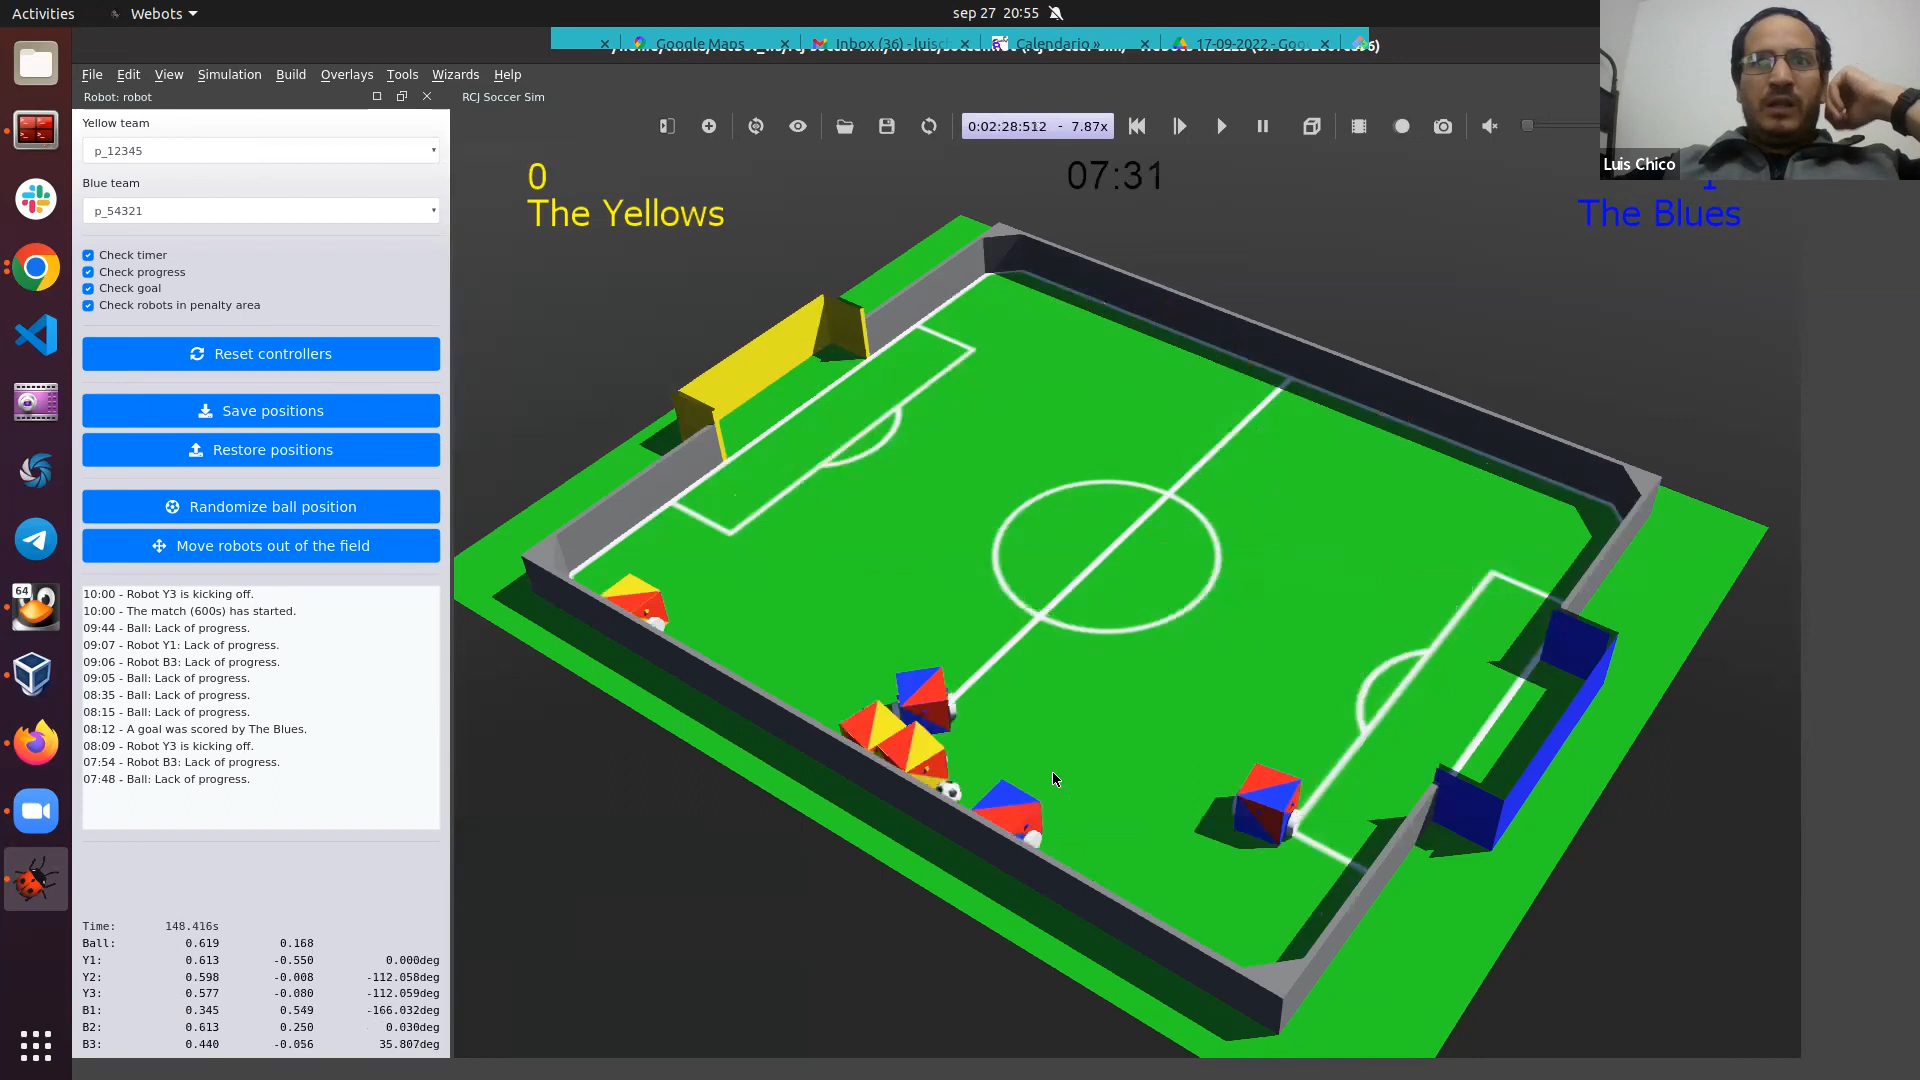 Activities
Webots
sep 27 20:55
Google Maps
Inbox (36) - luisc
Calendario »
17-09-2022 - Goo
File Edit View Simulation Build Overlays Tools Wizards Help
Robot: robot
RCJ Soccer Sim
Yellow team
p_12345
Blue team
p_54321
Check timer
Check progress
Check goal
Check robots in penalty area
Reset controllers
Save positions
Restore positions
Randomize ball position
Move robots out of the field
10:00 - Robot Y3 is kicking off.
10:00 - The match (600s) has started.
09:44 - Ball: Lack of progress.
09:07 - Robot Y1: Lack of progress.
09:06 - Robot B3: Lack of progress.
09:05 - Ball: Lack of progress.
08:35 - Ball: Lack of progress.
08:15 - Ball: Lack of progress.
08:12 - A goal was scored by The Blues.
08:09 - Robot Y3 is kicking off.
07:54 - Robot B3: Lack of progress.
07:48 - Ball: Lack of progress.
Time: 148.416s
Ball: 0.619 0.168
Y1: 0.613 -0.550 0.000deg
Y2: 0.598 -0.008 -112.058deg
Y3: 0.577 -0.080 -112.059deg
B1: 0.345 0.549 -166.032deg
B2: 0.613 0.250 0.030deg
B3: 0.440 -0.056 35.807deg
0:02:28:512 - 7.87x
0
The Yellows
07:31
The Blues
Luis Chico
64